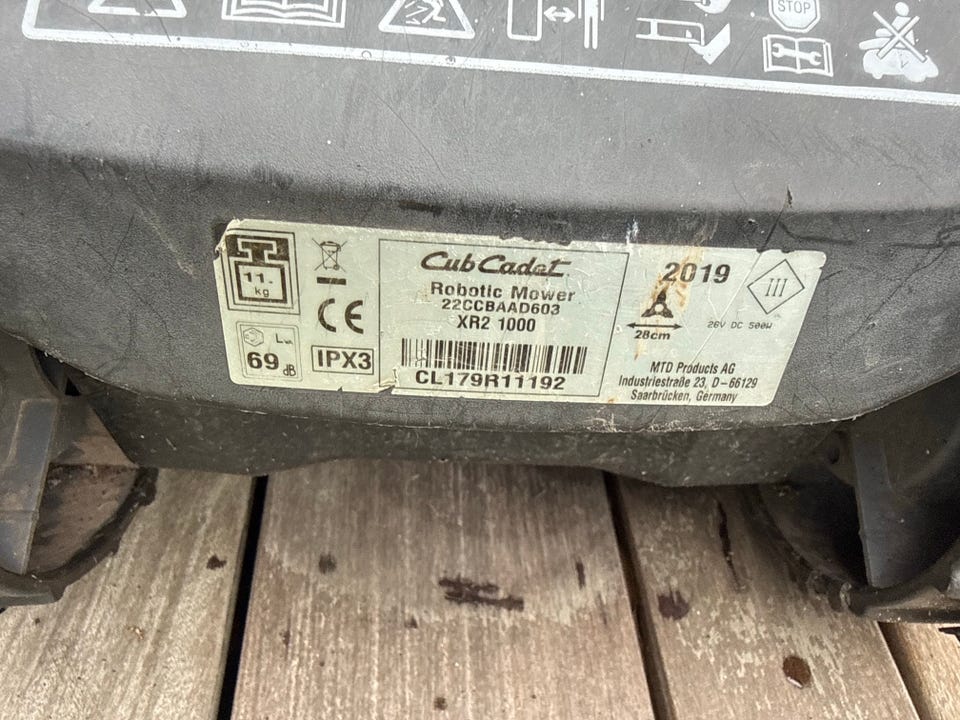 STOP
11.
kg
LWA
69 dB
CE
IPX3
Cub Cadet
Robotic Mower
22CCBAAD603
XR2 1000
CL179R11192
2019
III
28cm
26V DC 500W
MTD Products AG
Industriestraße 23, D-66129
Saarbrücken, Germany